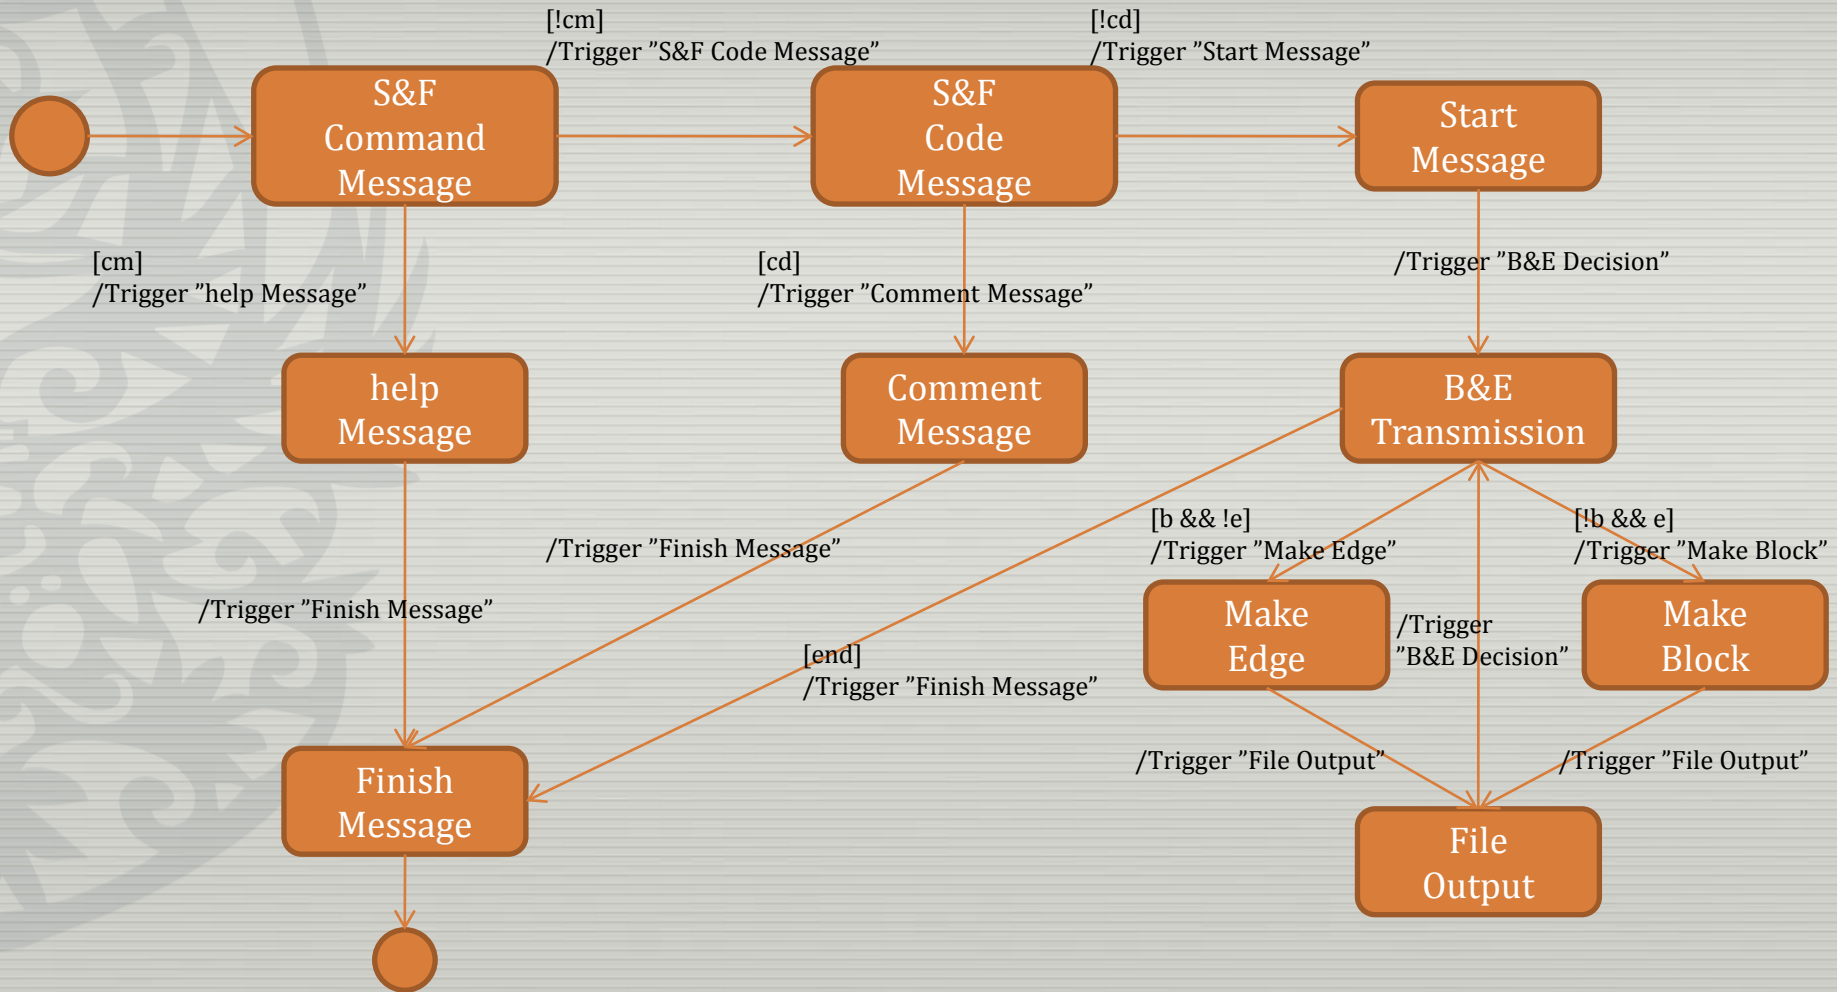 [!cm]
/Trigger ”S&F Code Message”
[!cd]
/Trigger ”Start Message”
S&F
Command
Message
S&F
Code
Message
Start
Message
[cm]
/Trigger ”help Message”
[cd]
/Trigger ”Comment Message”
/Trigger ”B&E Decision”
help
Message
Comment
Message
B&E
Transmission
/Trigger ”Finish Message”
[b && !e]
/Trigger ”Make Edge”
[!b && e]
/Trigger ”Make Block”
/Trigger ”Finish Message”
[end]
/Trigger ”Finish Message”
Make
Edge
/Trigger
”B&E Decision”
Make
Block
/Trigger ”File Output”
/Trigger ”File Output”
Finish
Message
File
Output